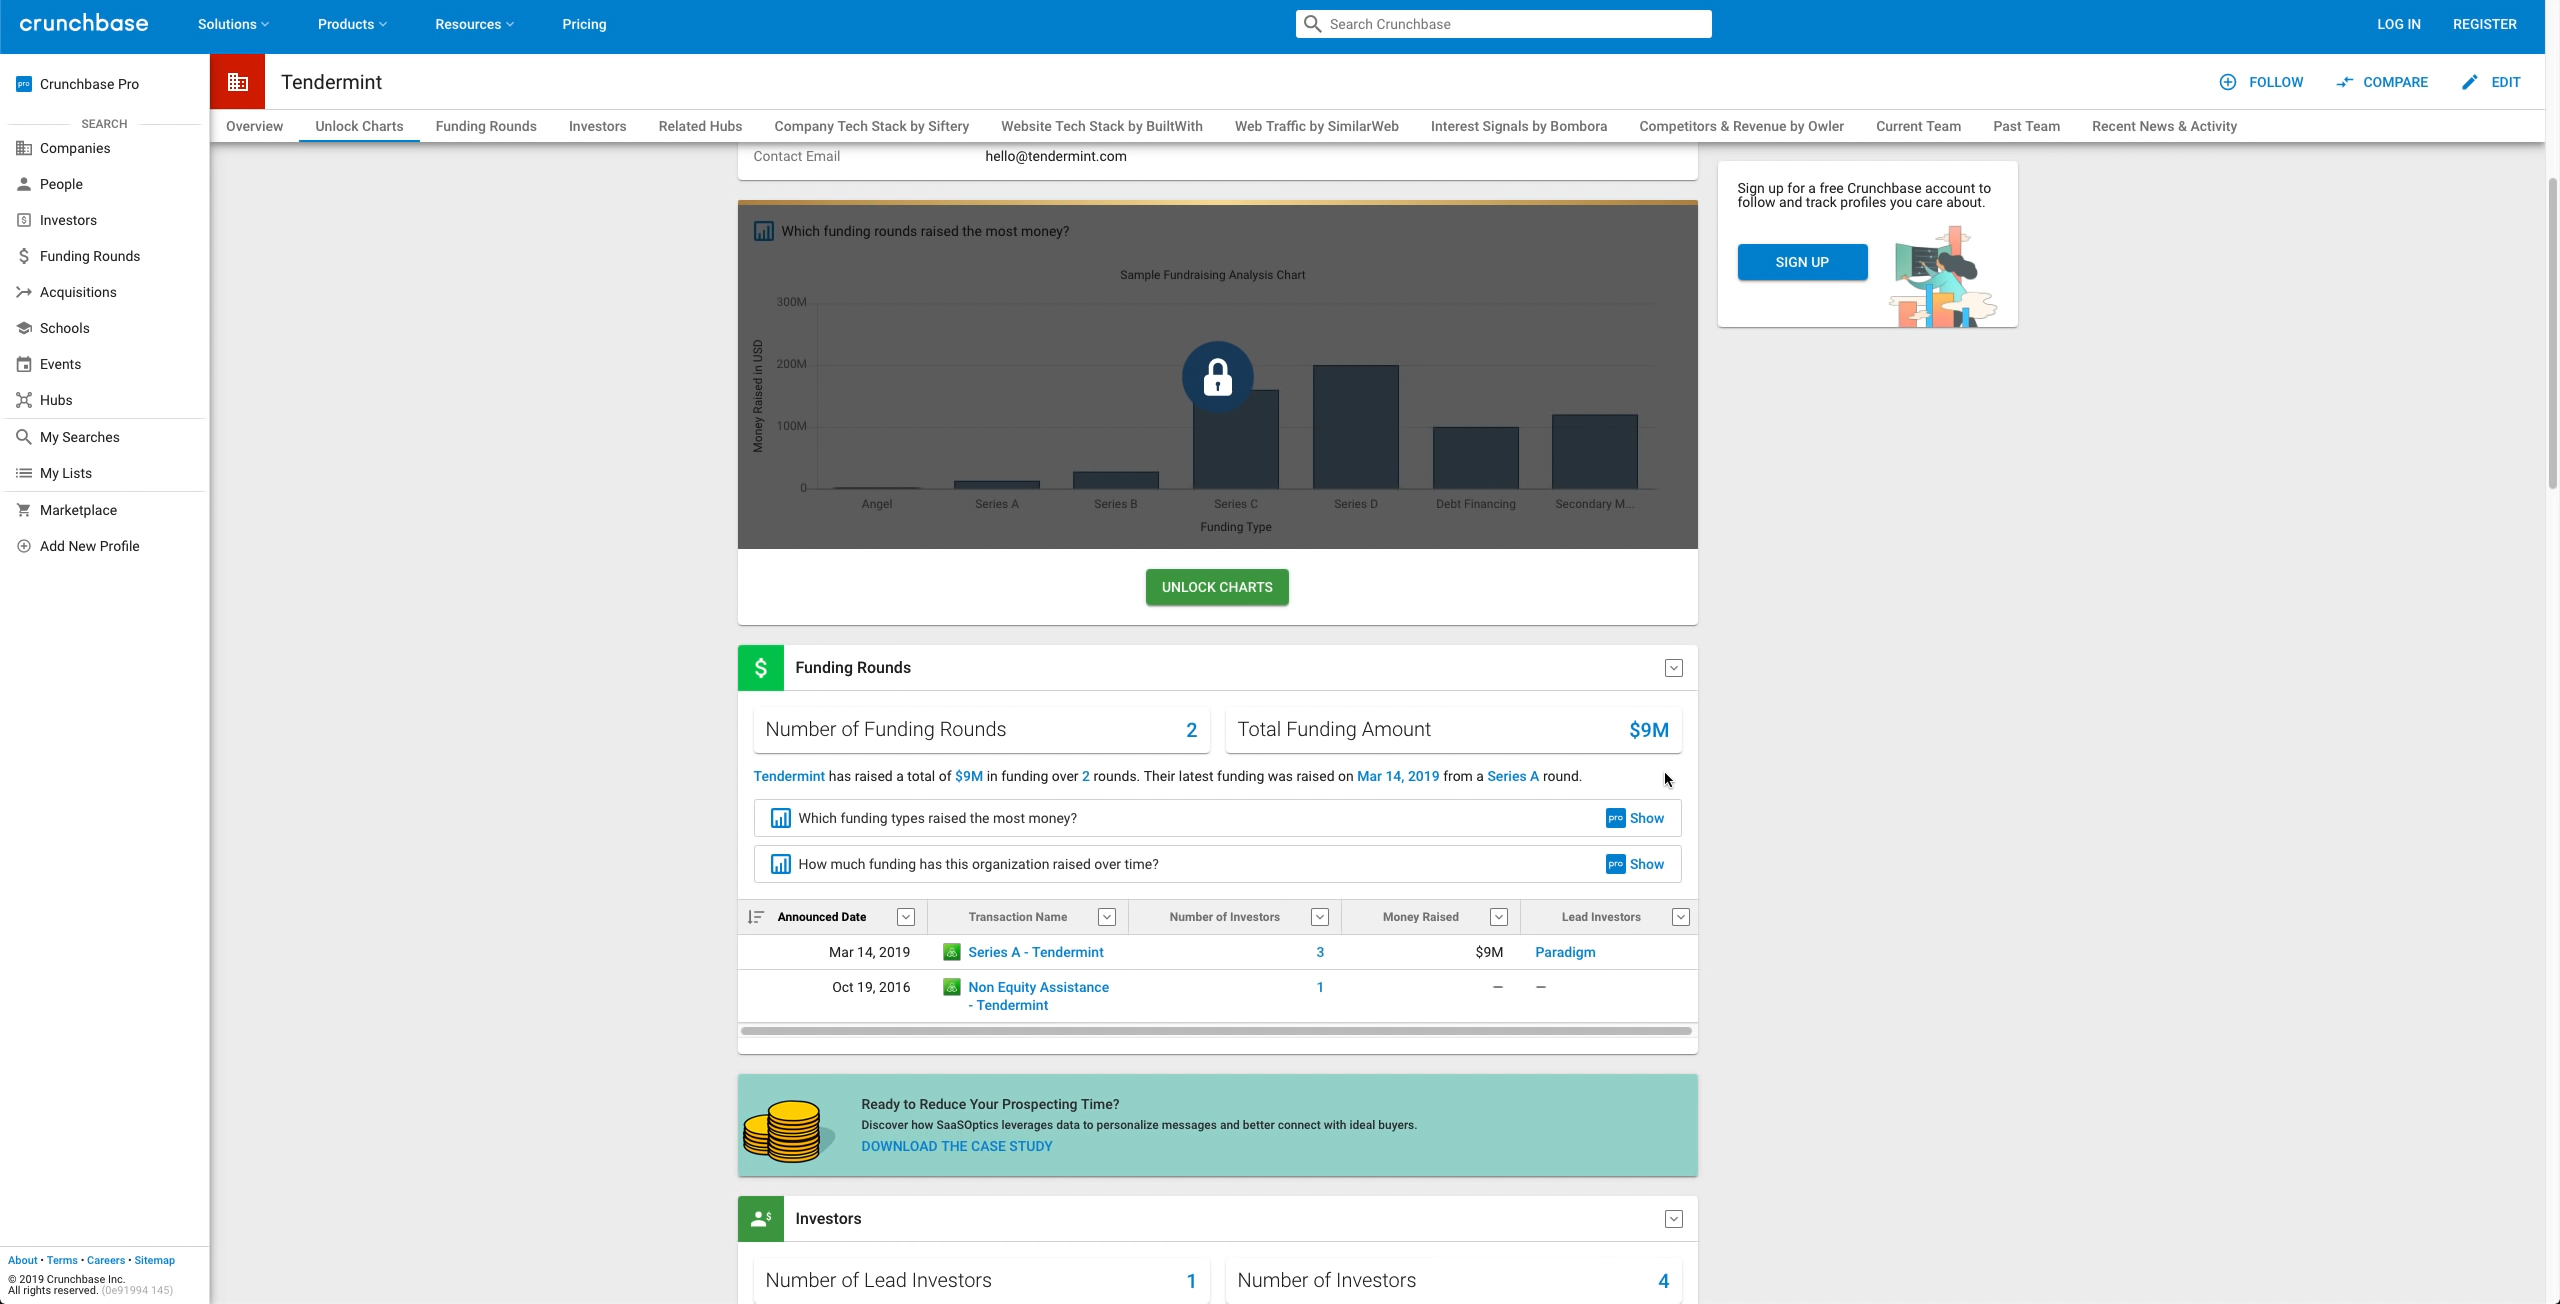 crunchbase
Solutions
Products
Resources
Pricing
Search Crunchbase
LOG IN
REGISTER
pro Crunchbase Pro
SEARCH
Companies
People
Investors
Funding Rounds
Acquisitions
Schools
Events
Hubs
My Searches
My Lists
Marketplace
Add New Profile
About • Terms • Careers • Sitemap
© 2019 Crunchbase Inc.
All rights reserved. (0e91994 145)
Tendermint
FOLLOW
COMPARE
EDIT
Overview
Unlock Charts
Funding Rounds
Investors
Related Hubs
Company Tech Stack by Siftery
Website Tech Stack by BuiltWith
Web Traffic by SimilarWeb
Interest Signals by Bombora
Competitors & Revenue by Owler
Current Team
Past Team
Recent News & Activity
Contact Email hello@tendermint.com
Which funding rounds raised the most money?
Sample Fundraising Analysis Chart
Money Raised in USD
300M
200M
100M
0
Angel Series A Series B Series C Series D Debt Financing Secondary M...
Funding Type
UNLOCK CHARTS
Sign up for a free Crunchbase account to
follow and track profiles you care about.
SIGN UP
$ Funding Rounds
Number of Funding Rounds 2
Total Funding Amount $9M
Tendermint has raised a total of $9M in funding over 2 rounds. Their latest funding was raised on Mar 14, 2019 from a Series A round.
Which funding types raised the most money? pro Show
How much funding has this organization raised over time? pro Show
Announced Date Transaction Name Number of Investors Money Raised Lead Investors
Mar 14, 2019 Series A - Tendermint 3 $9M Paradigm
Oct 19, 2016 Non Equity Assistance 1 — —
- Tendermint
Ready to Reduce Your Prospecting Time?
Discover how SaaSOptics leverages data to personalize messages and better connect with ideal buyers.
DOWNLOAD THE CASE STUDY
Investors
Number of Lead Investors 1
Number of Investors 4